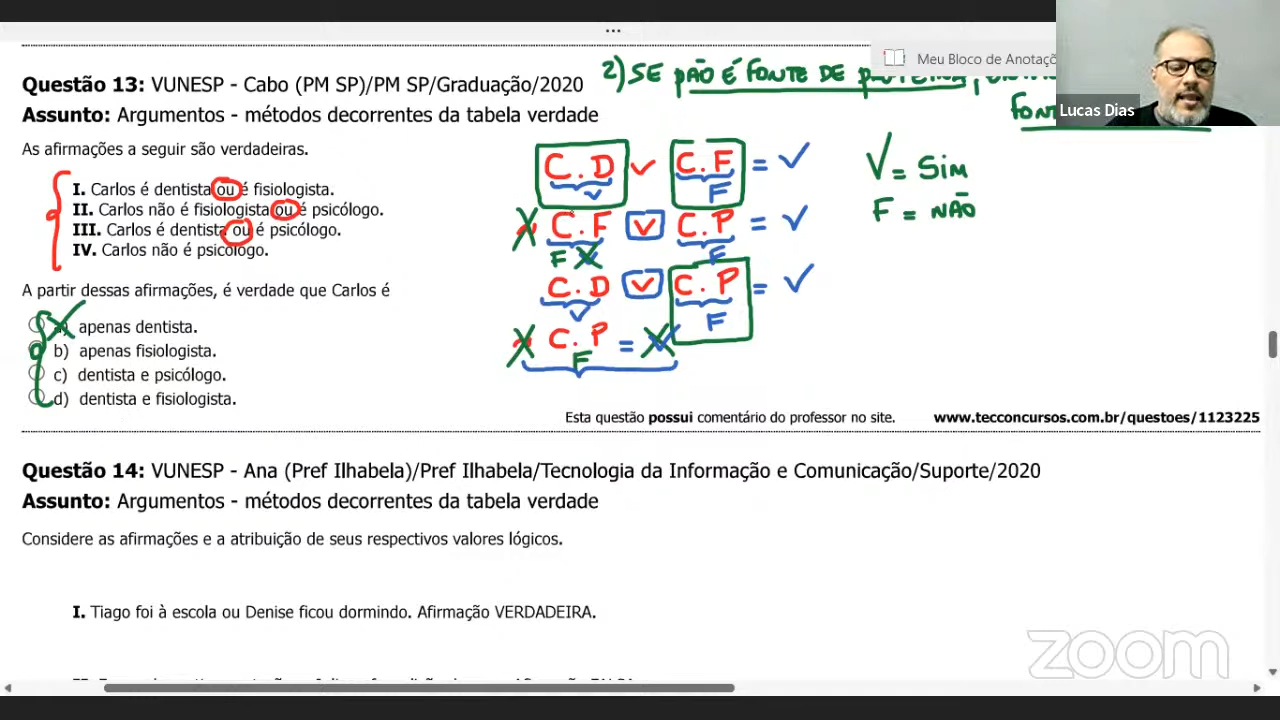 Meu Bloco de Anotaçõ
2) SE PÃO É FONTE DE
Lucas Dias
Questão 13: VUNESP - Cabo (PM SP)/PM SP/Graduação/2020
Assunto: Argumentos - métodos decorrentes da tabela verdade
As afirmações a seguir são verdadeiras.
I. Carlos é dentista ou é fisiologista.
II. Carlos não é fisiologista ou é psicólogo.
III. Carlos é dentista ou é psicólogo.
IV. Carlos não é psicólogo.
A partir dessas afirmações, é verdade que Carlos é
a) apenas dentista.
b) apenas fisiologista.
c) dentista e psicólogo.
d) dentista e fisiologista.
C.D v C.F = ✓
V F
~ C.F v C.P = ✓
F V F
C.D v C.P = ✓
V F
~ C.P = ✓
F
V = SIM
F = NÃO
Esta questão possui comentário do professor no site. www.tecconcursos.com.br/questoes/1123225
Questão 14: VUNESP - Ana (Pref Ilhabela)/Pref Ilhabela/Tecnologia da Informação e Comunicação/Suporte/2020
Assunto: Argumentos - métodos decorrentes da tabela verdade
Considere as afirmações e a atribuição de seus respectivos valores lógicos.
I. Tiago foi à escola ou Denise ficou dormindo. Afirmação VERDADEIRA.
zoom